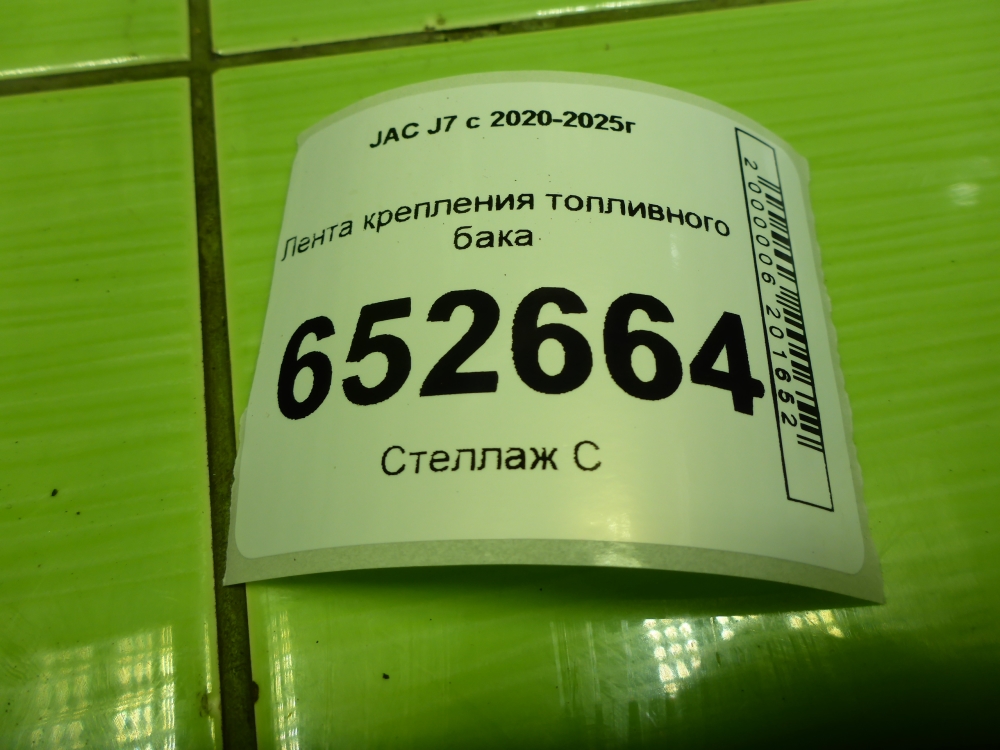 JAC J7 с 2020-2025г
Лента крепления топливного
бака
652664
Стеллаж С
2000006201652